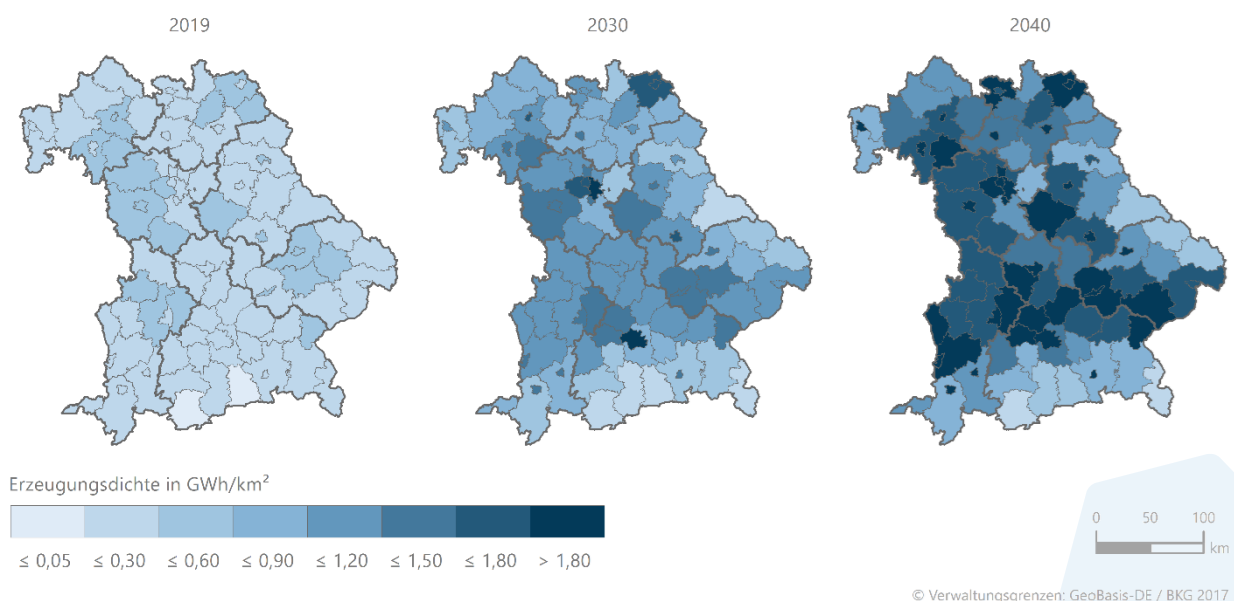 2019 2030 2040
Erzeugungsdichte in GWh/km²
≤ 0,05 ≤ 0,30 ≤ 0,60 ≤ 0,90 ≤ 1,20 ≤ 1,50 ≤ 1,80 > 1,80
0 50 100
km
© Verwaltungsgrenzen: GeoBasis-DE / BKG 2017